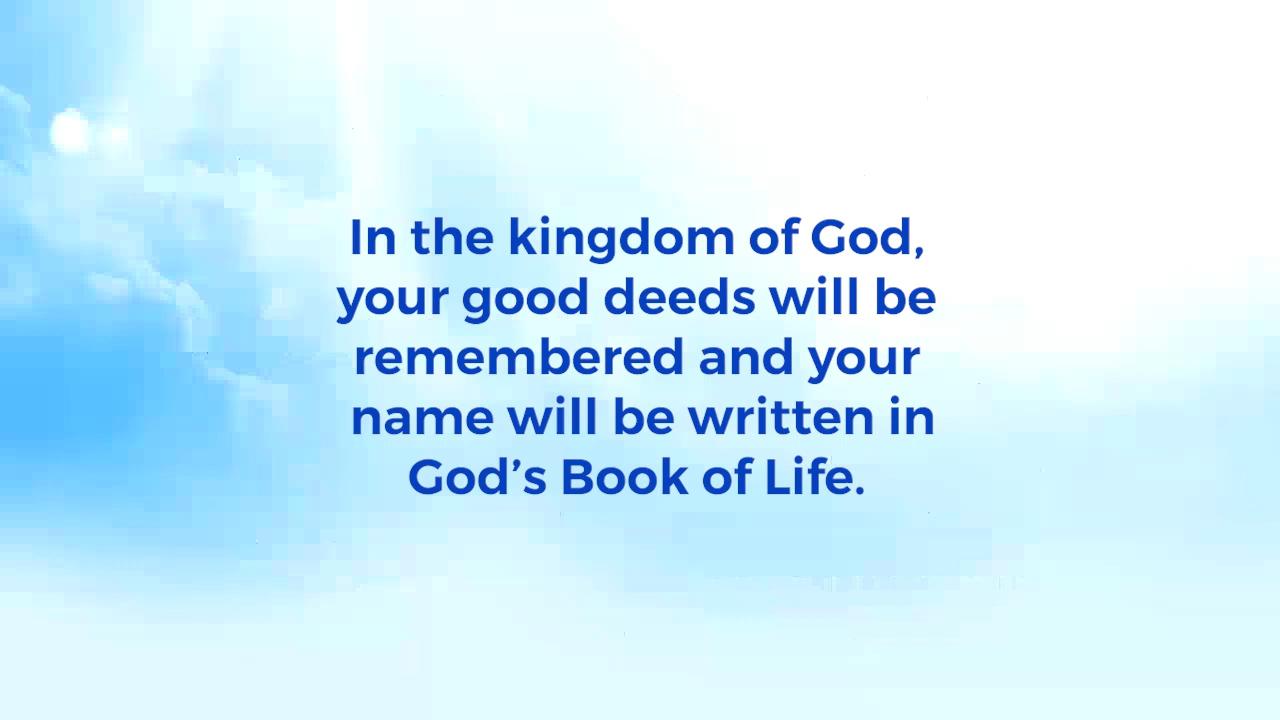 In the kingdom of God,
your good deeds will be
remembered and your
name will be written in
God’s Book of Life.